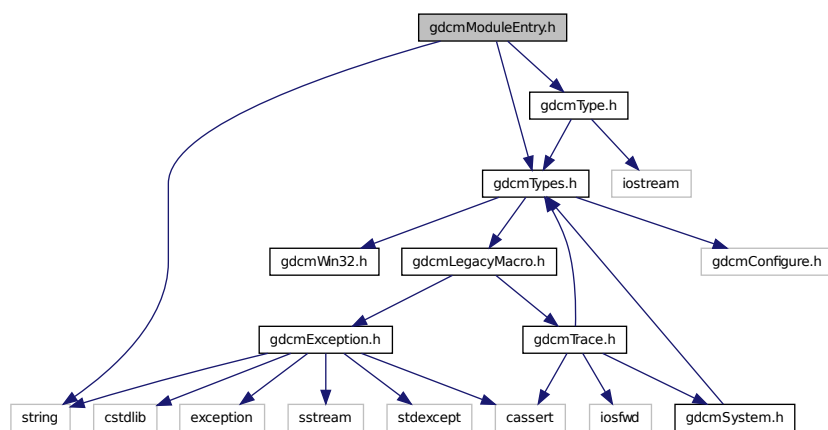 gdcmModuleEntry.h
gdcmType.h
gdcmTypes.h
iostream
gdcmWin32.h
gdcmLegacyMacro.h
gdcmConfigure.h
gdcmException.h
gdcmTrace.h
string
cstdlib
exception
sstream
stdexcept
cassert
iosfwd
gdcmSystem.h